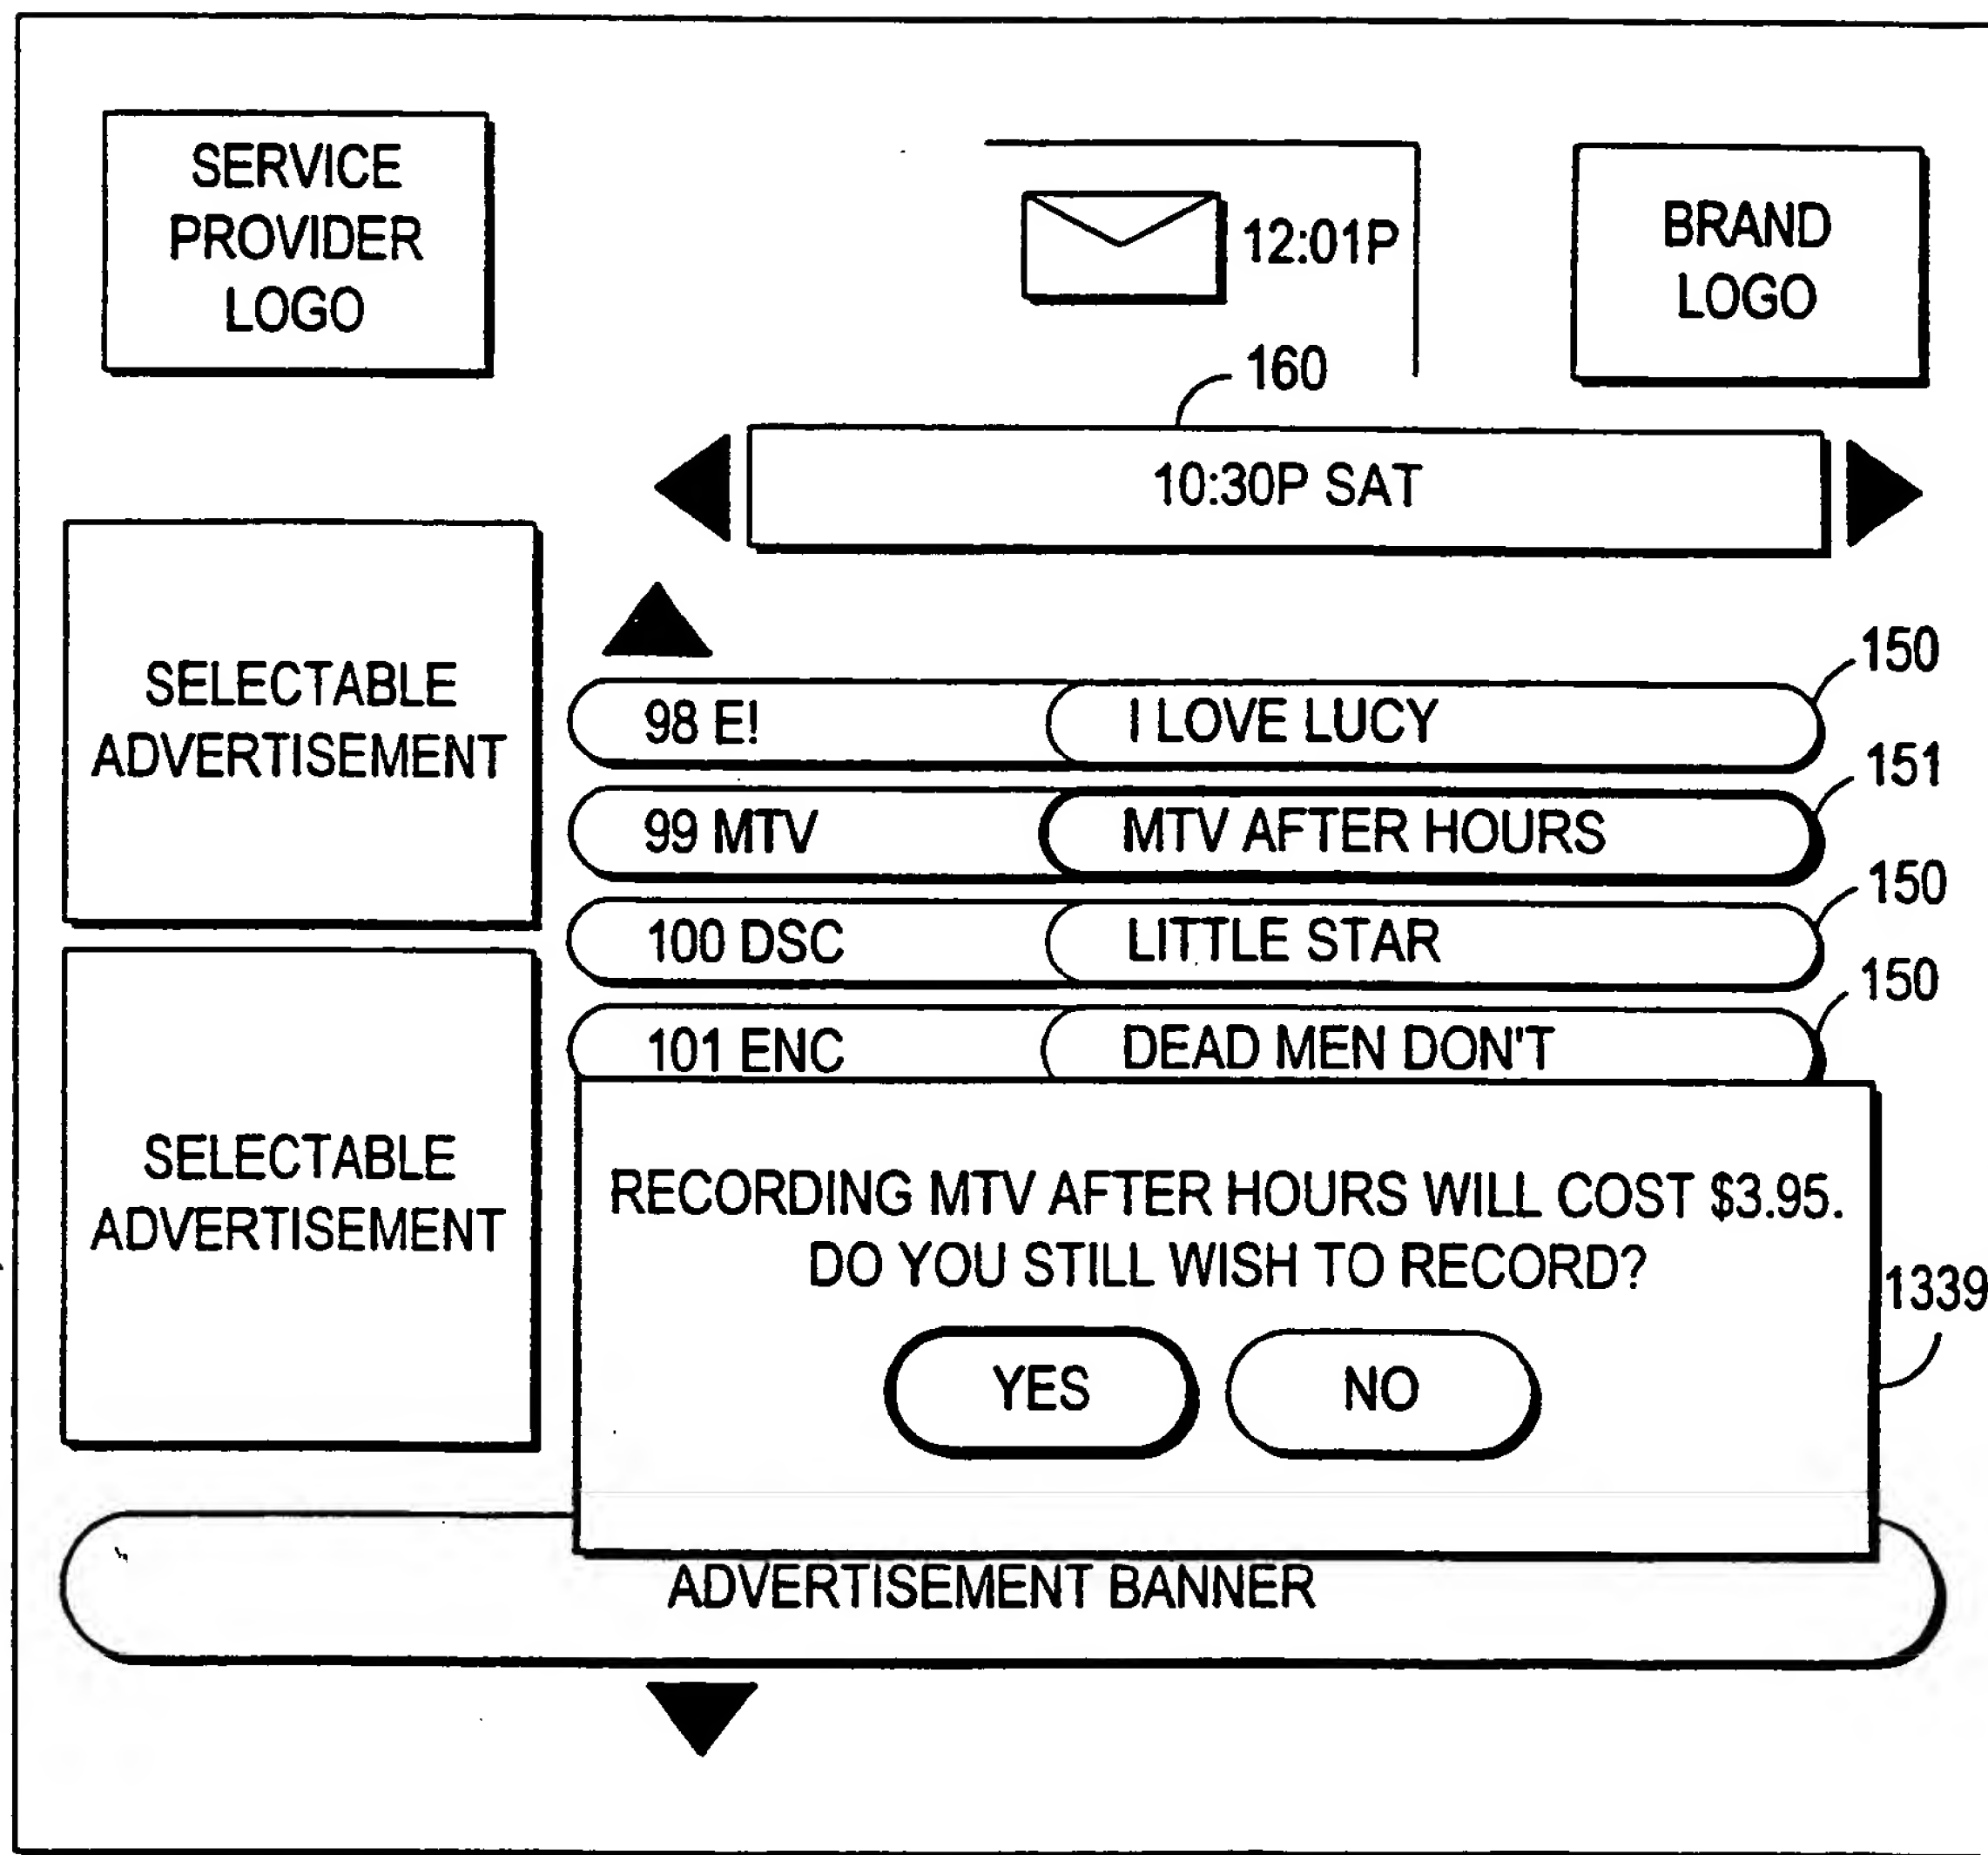 SERVICE
PROVIDER
LOGO
12:01P
BRAND
LOGO
160
10:30P SAT
SELECTABLE
ADVERTISEMENT
150
98 E! I LOVE LUCY
151
99 MTV MTV AFTER HOURS
150
100 DSC LITTLE STAR
150
101 ENC DEAD MEN DON'T
SELECTABLE
ADVERTISEMENT
RECORDING MTV AFTER HOURS WILL COST $3.95.
DO YOU STILL WISH TO RECORD?
1339
YES NO
ADVERTISEMENT BANNER